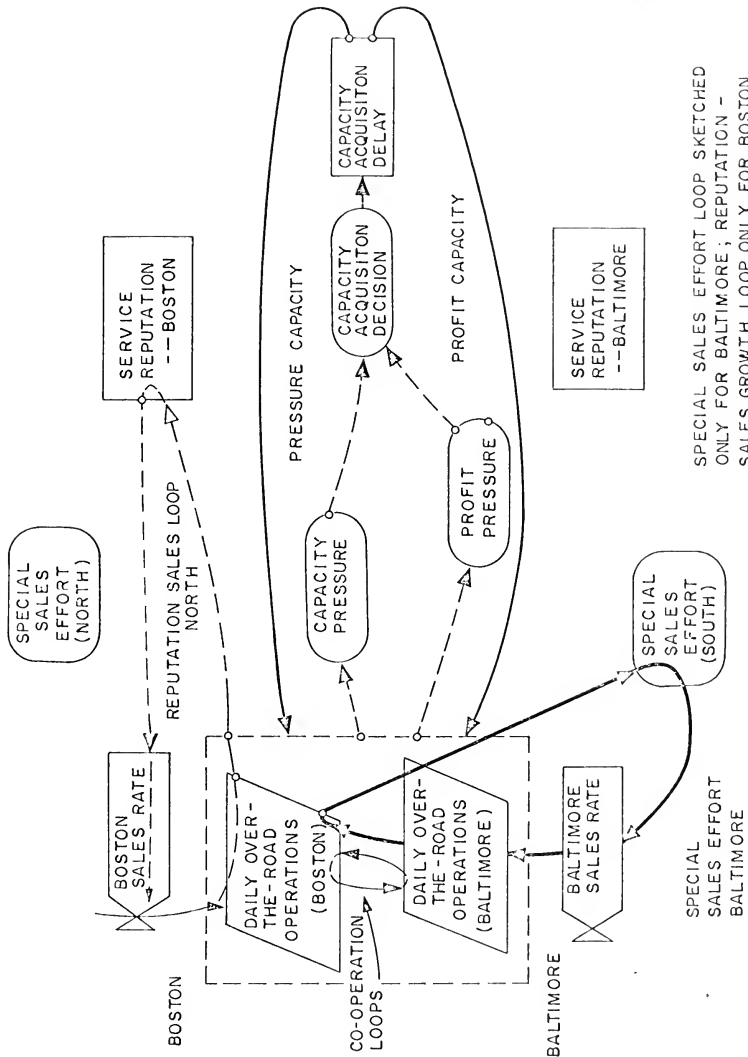 SPECIAL
SALES
EFFORT
(NORTH)
BOSTON
BOSTON
SALES RATE
REPUTATION SALES LOOP
NORTH
SERVICE
REPUTATION
--BOSTON
DAILY OVER-
THE-ROAD
OPERATIONS
(BOSTON)
CO-OPERATION
LOOPS
DAILY OVER-
THE-ROAD
OPERATIONS
(BALTIMORE)
PRESSURE CAPACITY
CAPACITY
PRESSURE
CAPACITY
ACQUISITON
DECISION
CAPACITY
ACQUISITON
DELAY
PROFIT
PRESSURE
PROFIT CAPACITY
BALTIMORE
BALTIMORE
SALES RATE
SPECIAL
SALES
EFFORT
(SOUTH)
SERVICE
REPUTATION
--BALTIMORE
SPECIAL
SALES EFFORT
BALTIMORE
SPECIAL SALES EFFORT LOOP SKETCHED
ONLY FOR BALTIMORE; REPUTATION -
SALES GROWTH LOOP ONLY FOR BOSTON